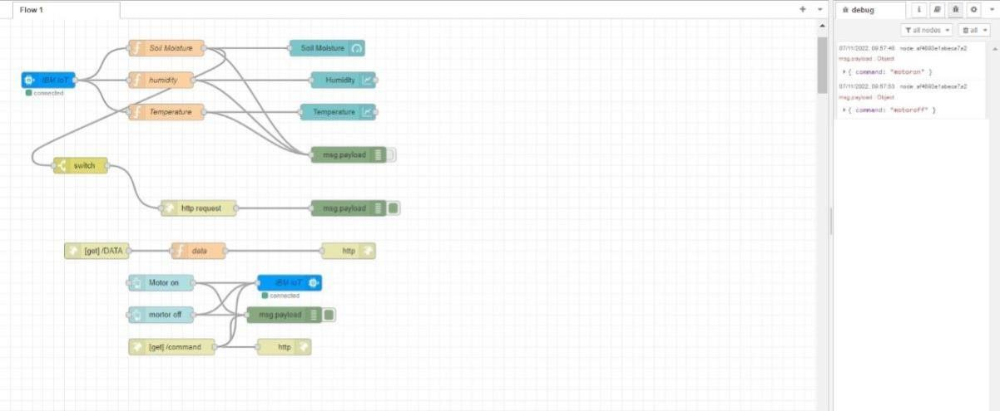 Flow 1
debug
i
all nodes
all
07/11/2022, 09:57:46 node: af4693e1abeca7a2
msg.payload : Object
{ command: "motoron" }
07/11/2022, 09:57:53 node: af4693e1abeca7a2
msg.payload : Object
{ command: "motoroff" }
Soil Moisture
Soil Moisture
IBM IoT
connected
humidity
Humidity
Temperature
Temperature
msg.payload
switch
http request
msg.payload
[get] /DATA
data
http
Motor on
IBM IoT
connected
mortor off
msg.payload
[get] /command
http